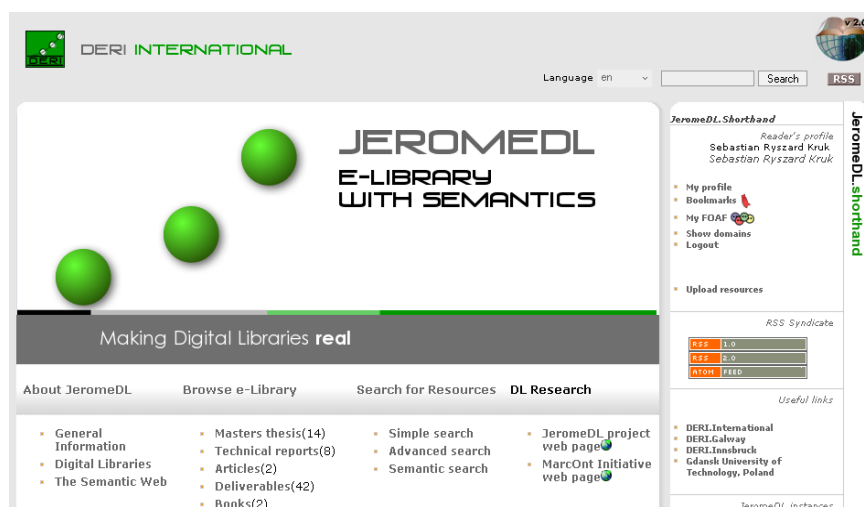 v 2.0
DERI
DERI INTERNATIONAL
Language en
Search
RSS
JEROMEDL
E-LIBRARY
WITH SEMANTICS
Making Digital Libraries real
About JeromeDL
Browse e-Library
Search for Resources
DL Research
General
Information
Digital Libraries
The Semantic Web
Masters thesis(14)
Technical reports(8)
Articles(2)
Deliverables(42)
Books(2)
Simple search
Advanced search
Semantic search
JeromeDL project
web page
MarcOnt Initiative
web page
JeromeDL.Shorthand
Reader's profile
Sebastian Ryszard Kruk
Sebastian Ryszard Kruk
My profile
Bookmarks
My FOAF
Show domains
Logout
Upload resources
RSS Syndicate
RSS 1.0
RSS 2.0
ATOM FEED
Useful links
DERI.International
DERI.Galway
DERI.Innsbruck
Gdansk University of
Technology, Poland
JeromeDL instances
JeromeDL.shorthand